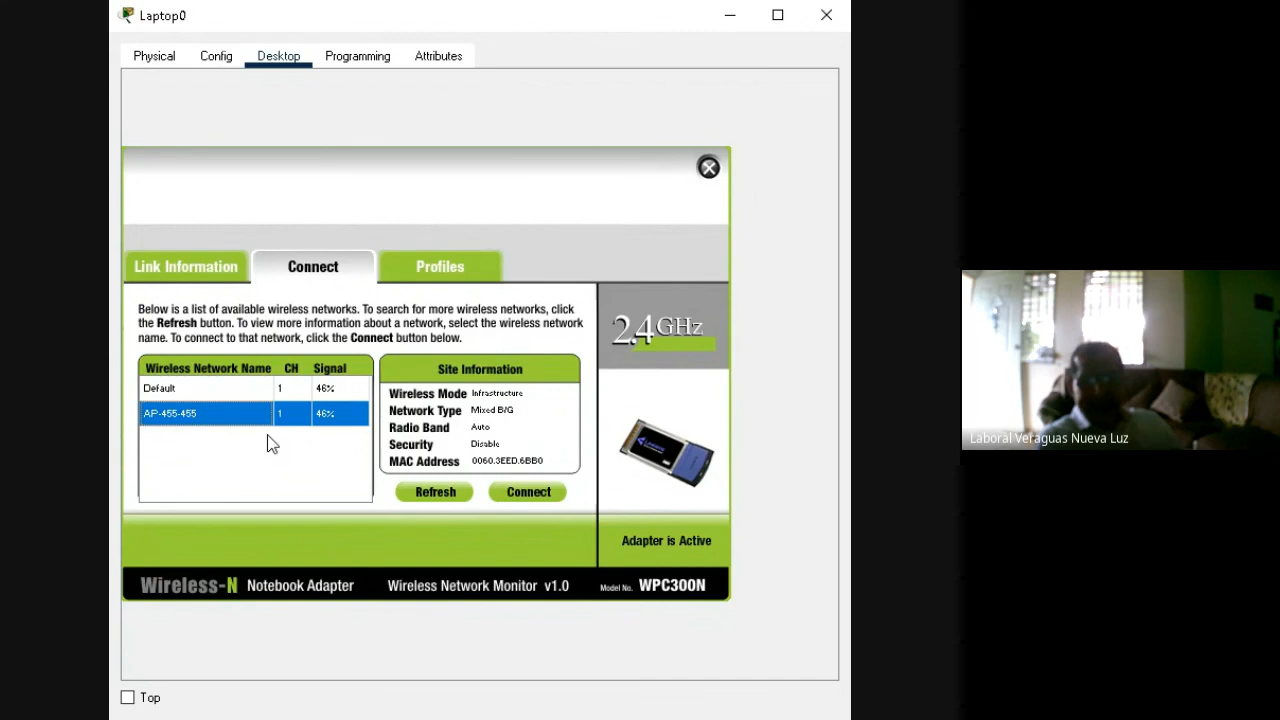 Laptop0
Physical Config Desktop Programming Attributes
Link Information Connect Profiles
Below is a list of available wireless networks. To search for more wireless networks, click
the Refresh button. To view more information about a network, select the wireless network
name. To connect to that network, click the Connect button below.
2.4GHz
Wireless Network Name CH Signal
Default 1 46%
AP-455-455 1 46%
Site Information
Wireless Mode Infrastructure
Network Type Mixed B/G
Radio Band Auto
Security Disable
MAC Address 0060.3EED.6BB0
Refresh Connect
Adapter is Active
Wireless-N Notebook Adapter Wireless Network Monitor v1.0 Model No. WPC300N
Top
Laboral Veraguas Nueva Luz